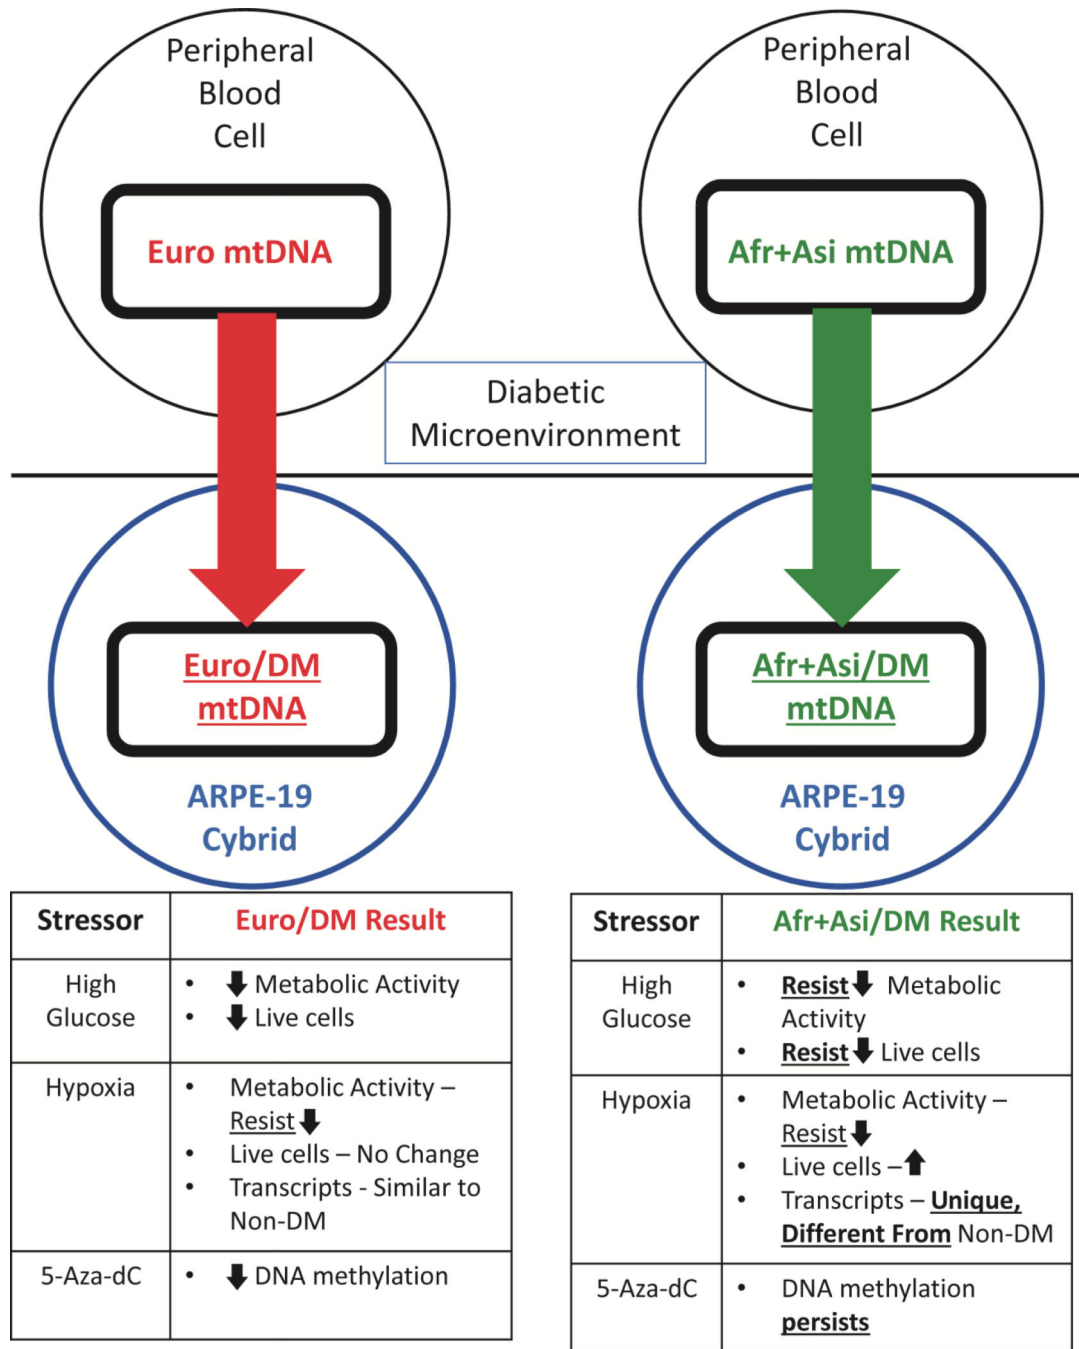 Peripheral
Blood
Cell
Euro mtDNA
Peripheral
Blood
Cell
Afr+Asi mtDNA
Diabetic
Microenvironment
Euro/DM
mtDNA
ARPE-19
Cybrid
Afr+Asi/DM
mtDNA
ARPE-19
Cybrid
Stressor
Euro/DM Result
High
Glucose
• ⬇ Metabolic Activity
• ⬇ Live cells
Hypoxia
• Metabolic Activity –
Resist ⬇
• Live cells – No Change
• Transcripts - Similar to
Non-DM
5-Aza-dC
• ⬇ DNA methylation
Stressor
Afr+Asi/DM Result
High
Glucose
• Resist ⬇ Metabolic
Activity
• Resist ⬇ Live cells
Hypoxia
• Metabolic Activity –
Resist ⬇
• Live cells – ⬆
• Transcripts – Unique,
Different From Non-DM
5-Aza-dC
• DNA methylation
persists